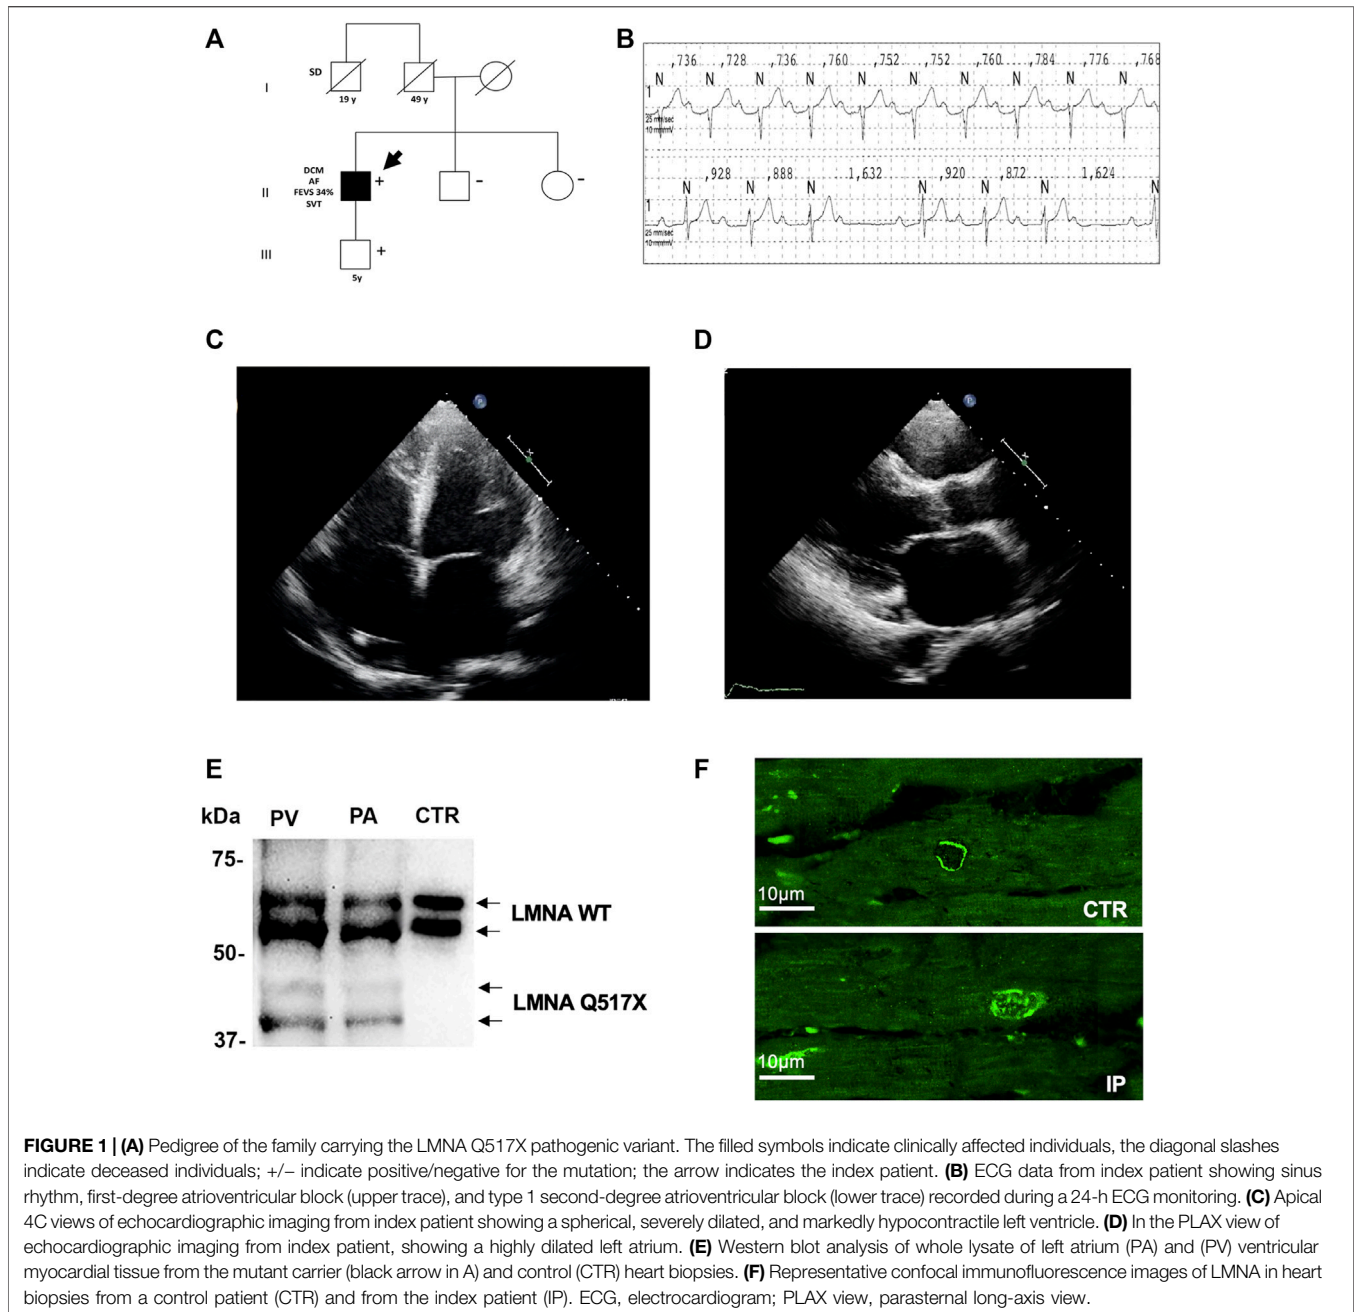 A
SD
19 y
49 y
I
DCM
AF
FEVS 34%
SVT
+
-
-
II
III
+
5y
B
,736 ,728 ,736 ,760 ,752 ,752 ,760 ,784 ,776 ,768
N N N N N N N N N N
1
25 mm/sec
10 mm/mV
,928 ,888 1,632 ,920 ,872 1,624
N N N N N N N
1
25 mm/sec
10 mm/mV
C
D
E
kDa PV PA CTR
75-
LMNA WT
50-
LMNA Q517X
37-
F
10µm
CTR
10µm
IP
FIGURE 1 | (A) Pedigree of the family carrying the LMNA Q517X pathogenic variant. The filled symbols indicate clinically affected individuals, the diagonal slashes
indicate deceased individuals; +/− indicate positive/negative for the mutation; the arrow indicates the index patient. (B) ECG data from index patient showing sinus
rhythm, first-degree atrioventricular block (upper trace), and type 1 second-degree atrioventricular block (lower trace) recorded during a 24-h ECG monitoring. (C) Apical
4C views of echocardiographic imaging from index patient showing a spherical, severely dilated, and markedly hypocontractile left ventricle. (D) In the PLAX view of
echocardiographic imaging from index patient, showing a highly dilated left atrium. (E) Western blot analysis of whole lysate of left atrium (PA) and (PV) ventricular
myocardial tissue from the mutant carrier (black arrow in A) and control (CTR) heart biopsies. (F) Representative confocal immunofluorescence images of LMNA in heart
biopsies from a control patient (CTR) and from the index patient (IP). ECG, electrocardiogram; PLAX view, parasternal long-axis view.